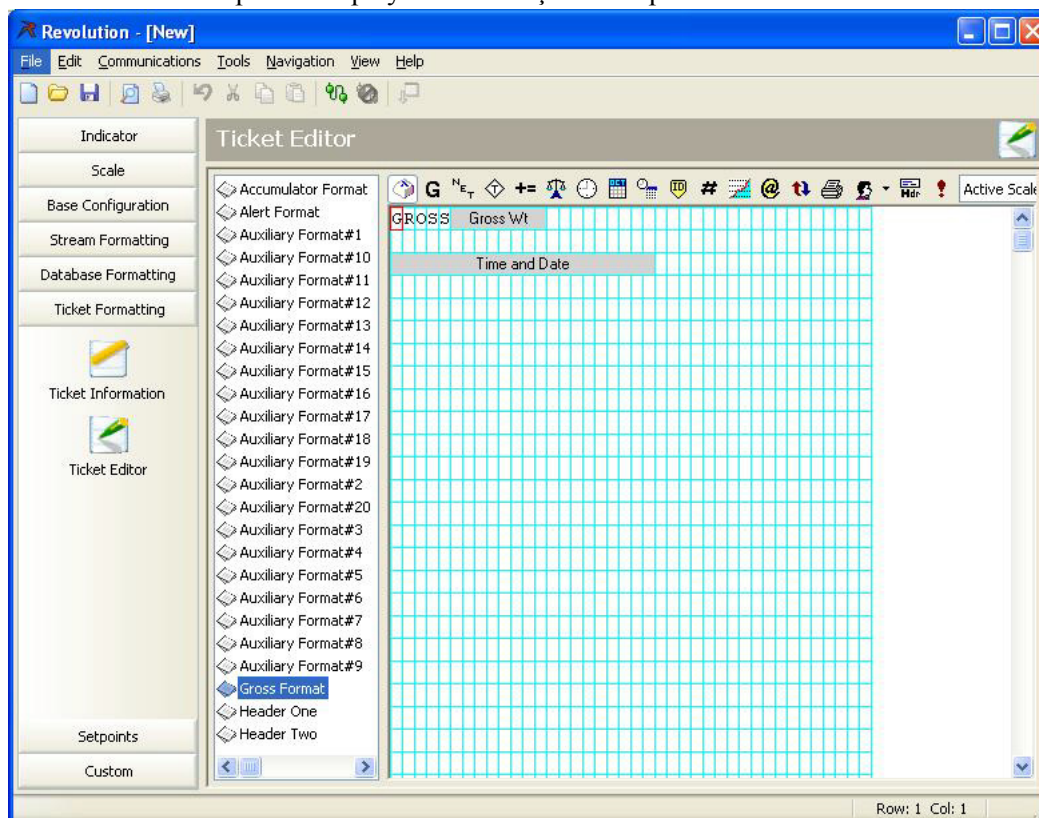 Revolution - [New]
File Edit Communications Tools Navigation View Help
Indicator
Scale
Base Configuration
Stream Formatting
Database Formatting
Ticket Formatting
Ticket Information
Ticket Editor
Setpoints
Custom
Ticket Editor
Accumulator Format
Alert Format
Auxiliary Format#1
Auxiliary Format#10
Auxiliary Format#11
Auxiliary Format#12
Auxiliary Format#13
Auxiliary Format#14
Auxiliary Format#15
Auxiliary Format#16
Auxiliary Format#17
Auxiliary Format#18
Auxiliary Format#19
Auxiliary Format#2
Auxiliary Format#20
Auxiliary Format#3
Auxiliary Format#4
Auxiliary Format#5
Auxiliary Format#6
Auxiliary Format#7
Auxiliary Format#8
Auxiliary Format#9
Gross Format
Header One
Header Two
G NET T += ID # @ Hdr ! Active Scale
GROSS Gross Wt
Time and Date
Row: 1 Col: 1